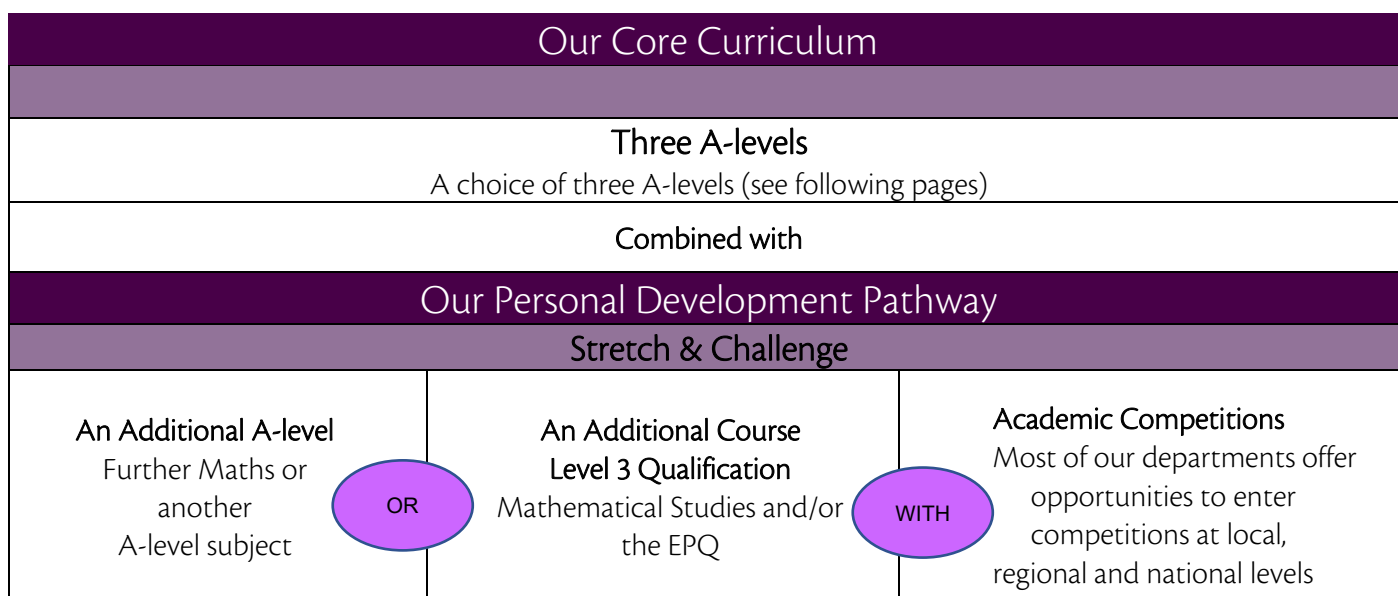 Our Core Curriculum
Three A-levels
A choice of three A-levels (see following pages)
Combined with
Our Personal Development Pathway
Stretch & Challenge
An Additional A-level
Further Maths or
another
A-level subject
OR
An Additional Course
Level 3 Qualification
Mathematical Studies and/or
the EPQ
WITH
Academic Competitions
Most of our departments offer
opportunities to enter
competitions at local,
regional and national levels